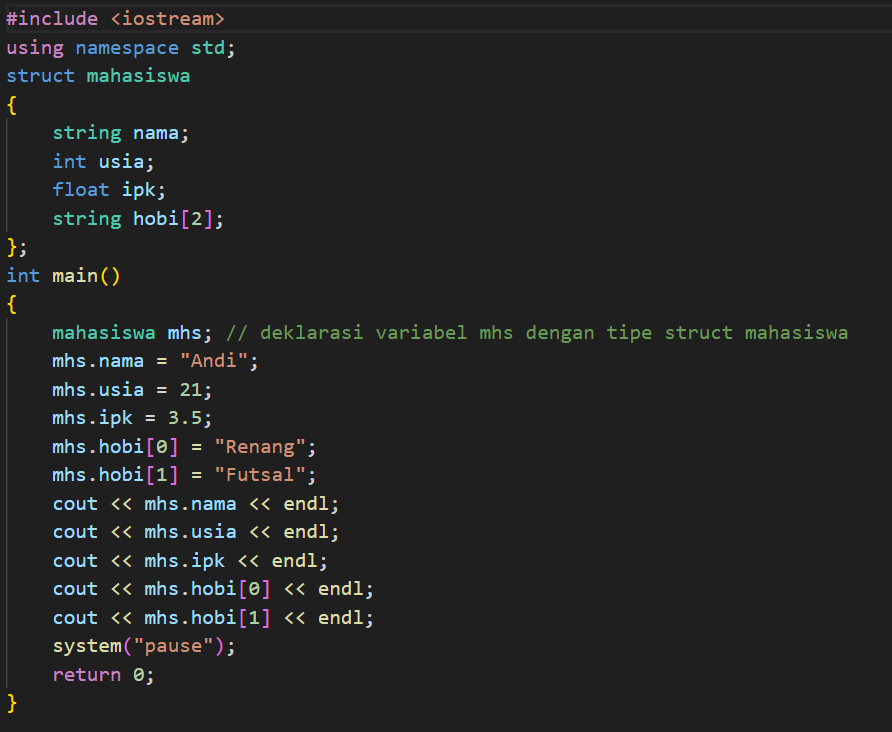 #include <iostream>
using namespace std;
struct mahasiswa
{
    string nama;
    int usia;
    float ipk;
    string hobi[2];
};
int main()
{
    mahasiswa mhs; // deklarasi variabel mhs dengan tipe struct mahasiswa
    mhs.nama = "Andi";
    mhs.usia = 21;
    mhs.ipk = 3.5;
    mhs.hobi[0] = "Renang";
    mhs.hobi[1] = "Futsal";
    cout << mhs.nama << endl;
    cout << mhs.usia << endl;
    cout << mhs.ipk << endl;
    cout << mhs.hobi[0] << endl;
    cout << mhs.hobi[1] << endl;
    system("pause");
    return 0;
}